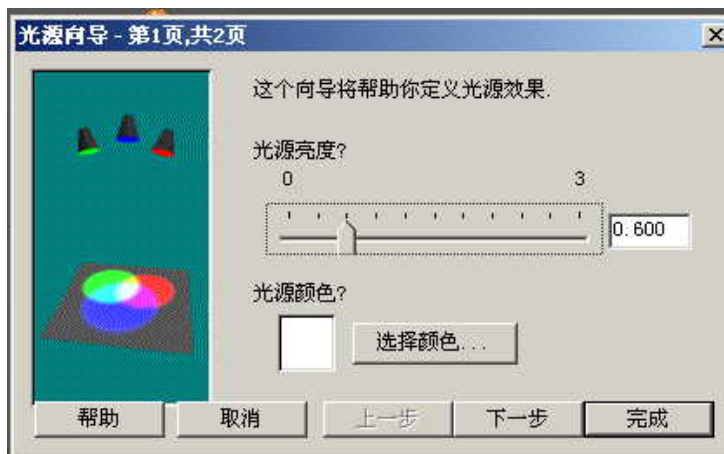 光源向导 - 第1页,共2页
这个向导将帮助你定义光源效果.
光源亮度?
0 3
0.600
光源颜色?
选择颜色...
帮助 取消 上一步 下一步 完成